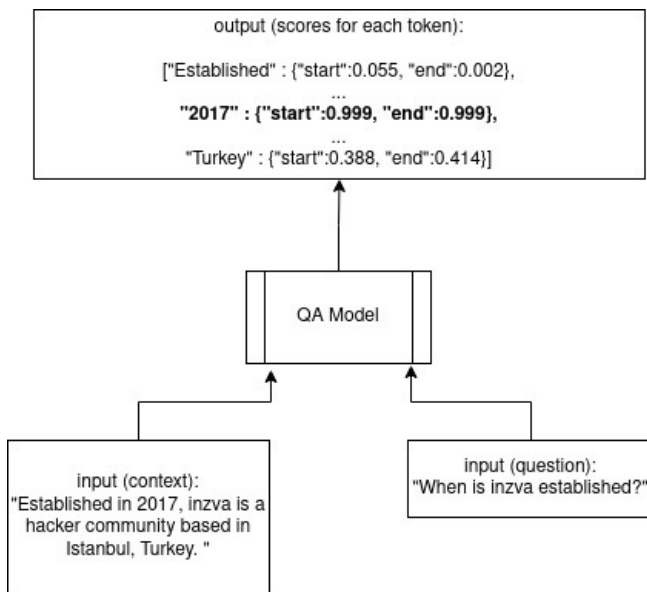 output (scores for each token):
["Established" : {"start":0.055, "end":0.002},
...
"2017" : {"start":0.999, "end":0.999},
...
"Turkey" : {"start":0.388, "end":0.414}]
QA Model
input (context):
"Established in 2017, inzva is a
hacker community based in
Istanbul, Turkey. "
input (question):
"When is inzva established?"